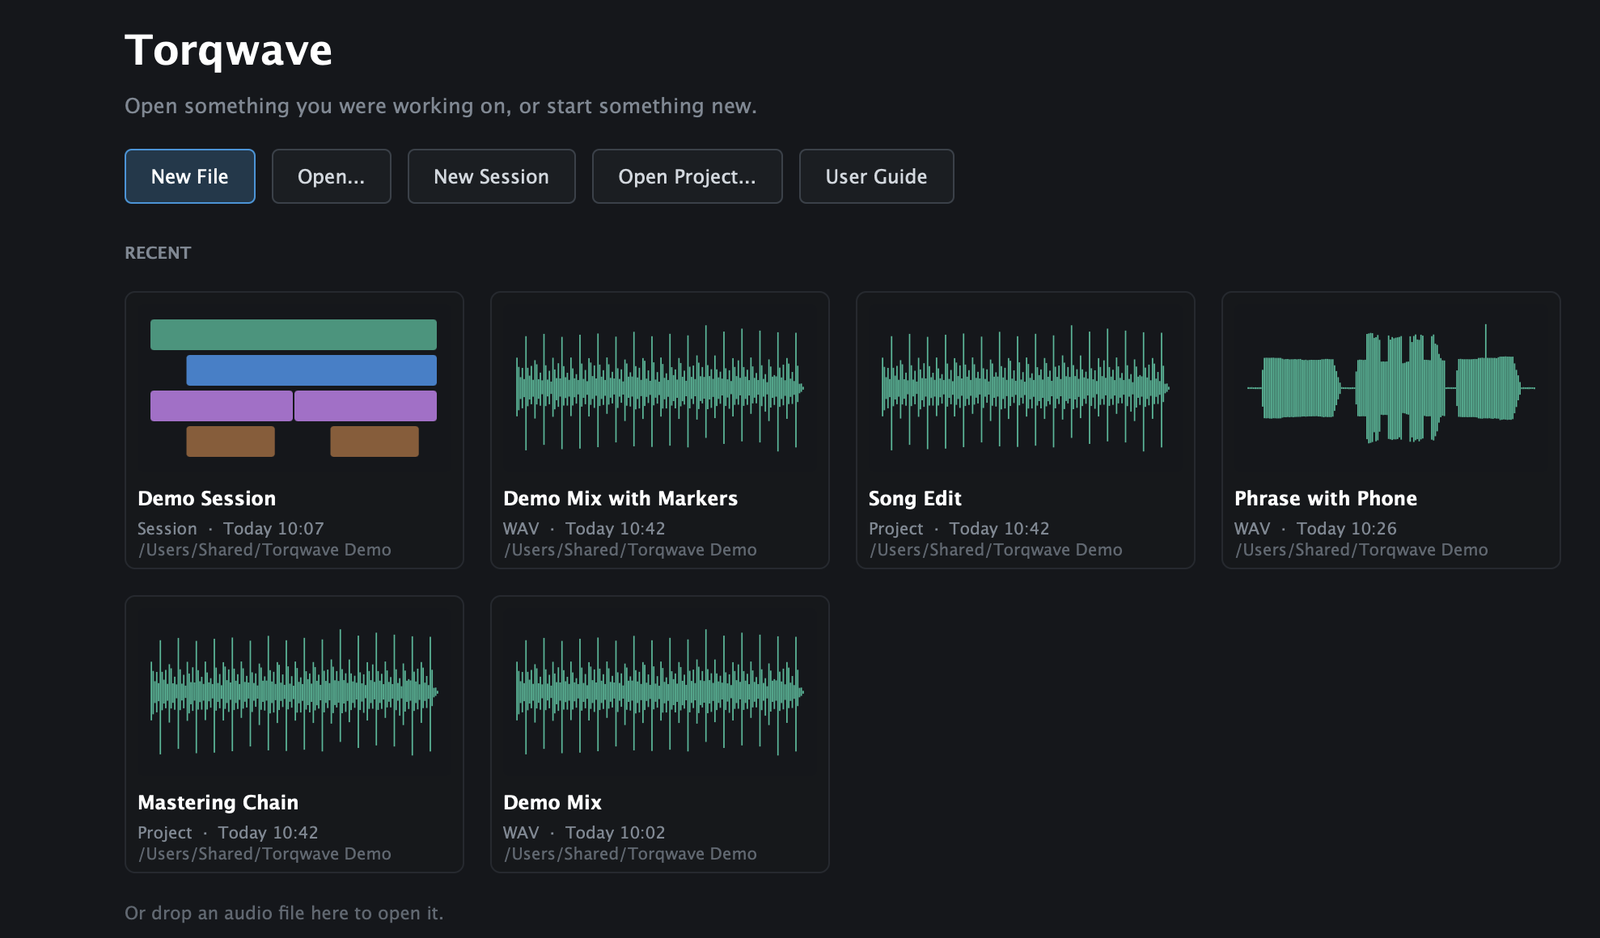 Torqwave
Open something you were working on, or start something new.
New File
Open...
New Session
Open Project...
User Guide
RECENT
Demo Session
Session · Today 10:07
/Users/Shared/Torqwave Demo
Demo Mix with Markers
WAV · Today 10:42
/Users/Shared/Torqwave Demo
Song Edit
Project · Today 10:42
/Users/Shared/Torqwave Demo
Phrase with Phone
WAV · Today 10:26
/Users/Shared/Torqwave Demo
Mastering Chain
Project · Today 10:42
/Users/Shared/Torqwave Demo
Demo Mix
WAV · Today 10:02
/Users/Shared/Torqwave Demo
Or drop an audio file here to open it.